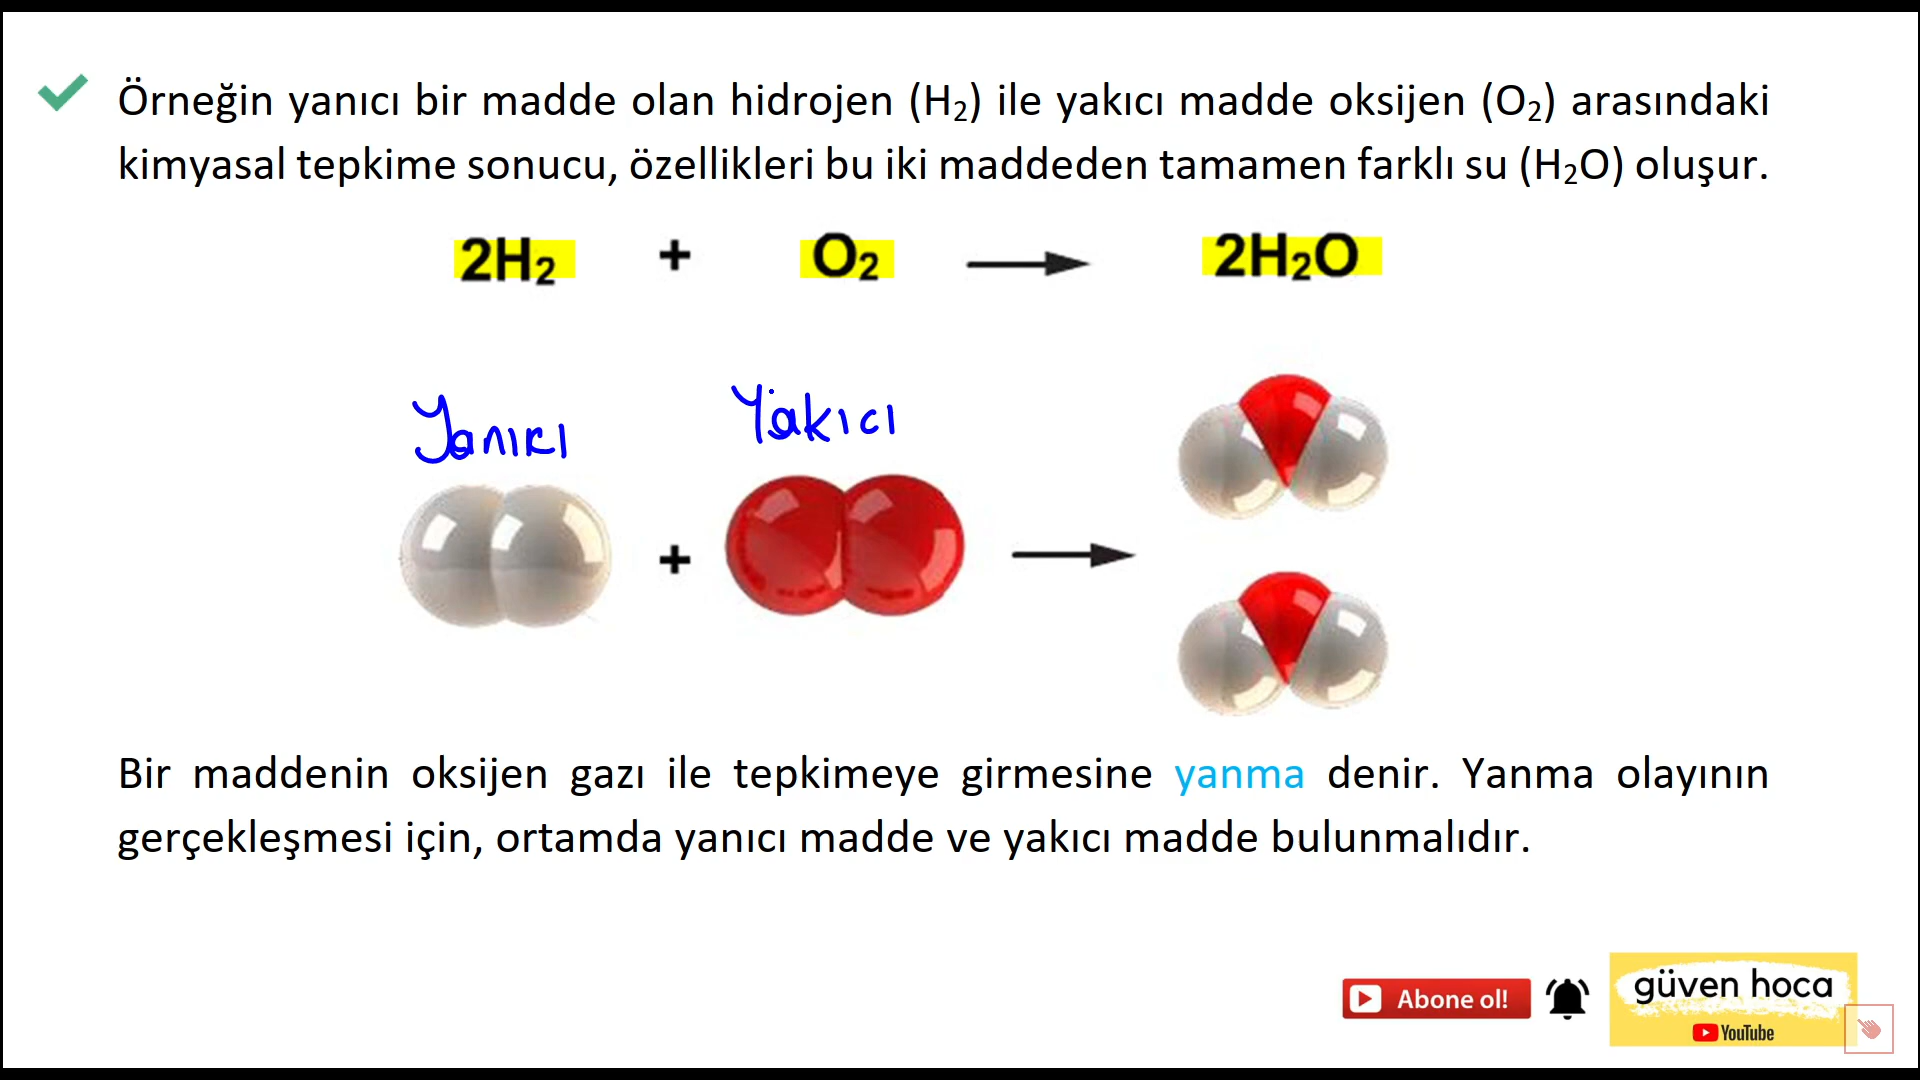 Örneğin yanıcı bir madde olan hidrojen (H₂) ile yakıcı madde oksijen (O₂) arasındaki
kimyasal tepkime sonucu, özellikleri bu iki maddeden tamamen farklı su (H₂O) oluşur.
2H₂ + O₂ → 2H₂O
Yanıcı Yakıcı
+ →
Bir maddenin oksijen gazı ile tepkimeye girmesine yanma denir. Yanma olayının
gerçekleşmesi için, ortamda yanıcı madde ve yakıcı madde bulunmalıdır.
Abone ol!
güven hoca
YouTube